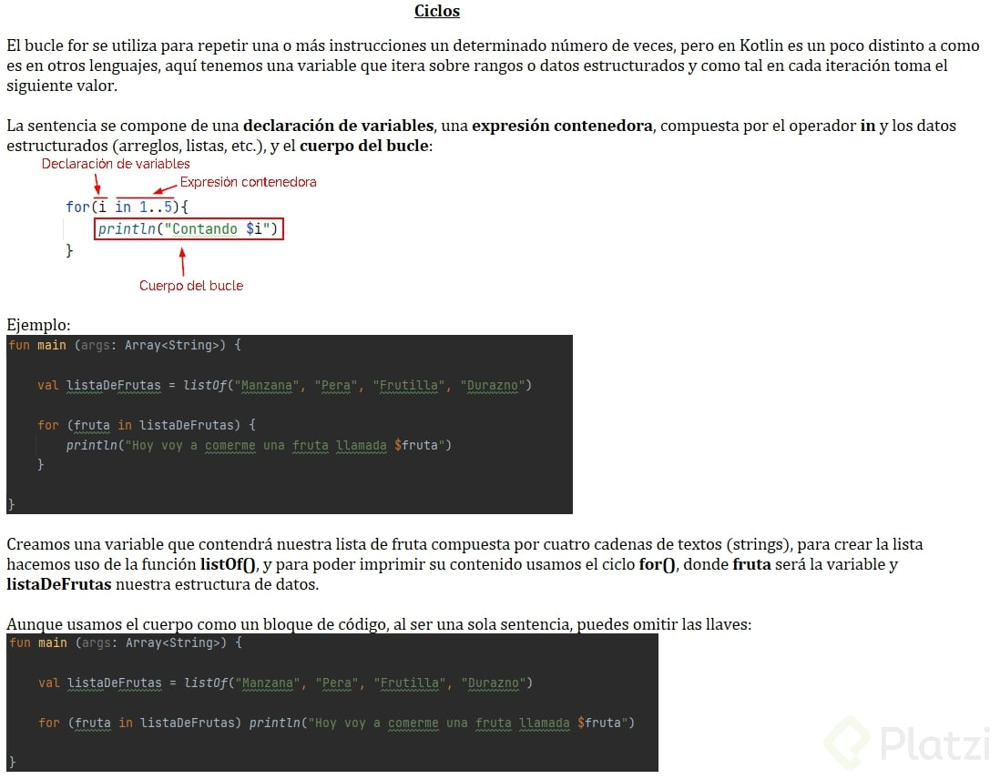 Ciclos
El bucle for se utiliza para repetir una o más instrucciones un determinado número de veces, pero en Kotlin es un poco distinto a como
es en otros lenguajes, aquí tenemos una variable que itera sobre rangos o datos estructurados y como tal en cada iteración toma el
siguiente valor.
La sentencia se compone de una declaración de variables, una expresión contenedora, compuesta por el operador in y los datos
estructurados (arreglos, listas, etc.), y el cuerpo del bucle:
Declaración de variables
Expresión contenedora
for(i in 1..5){
println("Contando $i")
}
Cuerpo del bucle
Ejemplo:
fun main (args: Array<String>) {
val listaDeFrutas = listOf("Manzana", "Pera", "Frutilla", "Durazno")
for (fruta in listaDeFrutas) {
println("Hoy voy a comerme una fruta llamada $fruta")
}
}
Creamos una variable que contendrá nuestra lista de fruta compuesta por cuatro cadenas de textos (strings), para crear la lista
hacemos uso de la función listOf(), y para poder imprimir su contenido usamos el ciclo for(), donde fruta será la variable y
listaDeFrutas nuestra estructura de datos.
Aunque usamos el cuerpo como un bloque de código, al ser una sola sentencia, puedes omitir las llaves:
fun main (args: Array<String>) {
val listaDeFrutas = listOf("Manzana", "Pera", "Frutilla", "Durazno")
for (fruta in listaDeFrutas) println("Hoy voy a comerme una fruta llamada $fruta")
}
Platzi